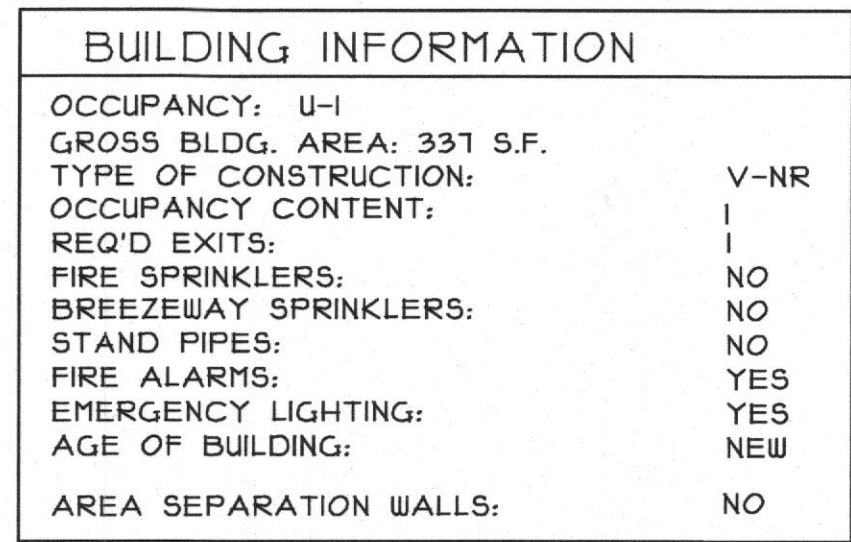 BUILDING INFORMATION
OCCUPANCY: U-1
GROSS BLDG. AREA: 337 S.F.
TYPE OF CONSTRUCTION: V-NR
OCCUPANCY CONTENT: 1
REQ'D EXITS: 1
FIRE SPRINKLERS: NO
BREEZEWAY SPRINKLERS: NO
STAND PIPES: NO
FIRE ALARMS: YES
EMERGENCY LIGHTING: YES
AGE OF BUILDING: NEW
AREA SEPARATION WALLS: NO